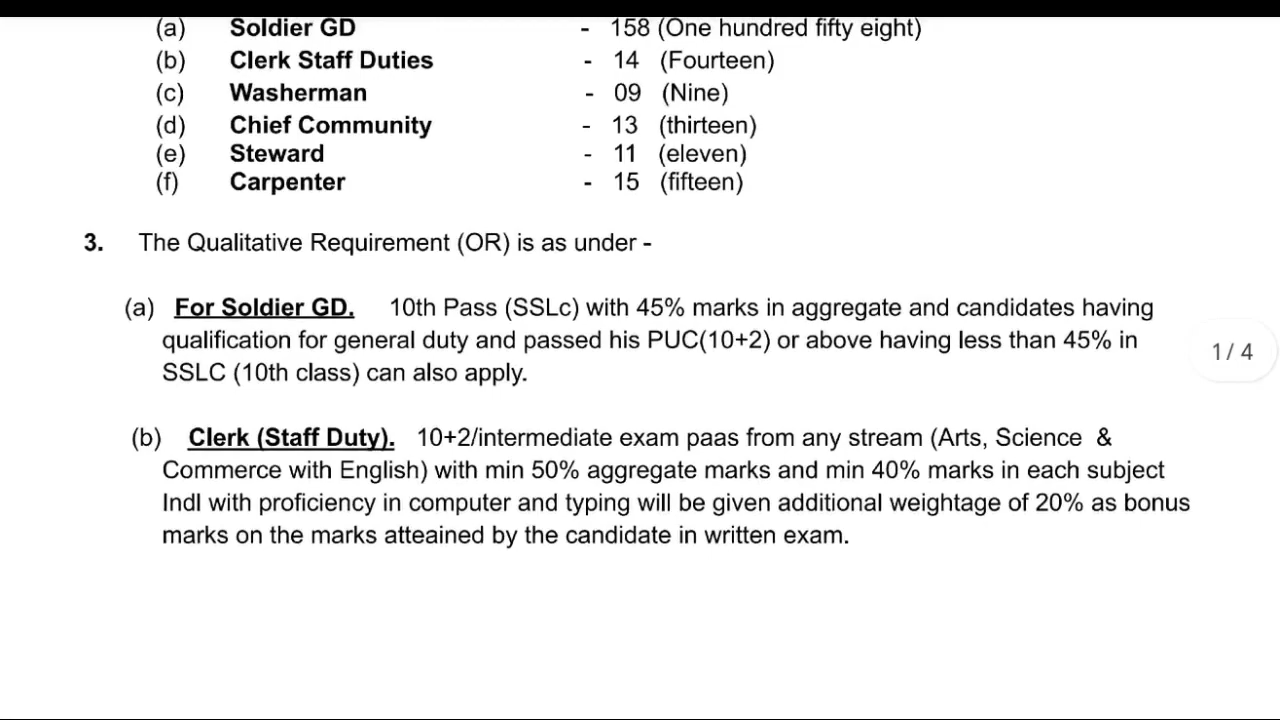 (a) Soldier GD - 158 (One hundred fifty eight)
(b) Clerk Staff Duties - 14 (Fourteen)
(c) Washerman - 09 (Nine)
(d) Chief Community - 13 (thirteen)
(e) Steward - 11 (eleven)
(f) Carpenter - 15 (fifteen)
3. The Qualitative Requirement (OR) is as under -
(a) For Soldier GD. 10th Pass (SSLc) with 45% marks in aggregate and candidates having
qualification for general duty and passed his PUC(10+2) or above having less than 45% in
SSLC (10th class) can also apply.
1 / 4
(b) Clerk (Staff Duty). 10+2/intermediate exam paas from any stream (Arts, Science &
Commerce with English) with min 50% aggregate marks and min 40% marks in each subject
Indl with proficiency in computer and typing will be given additional weightage of 20% as bonus
marks on the marks atteained by the candidate in written exam.